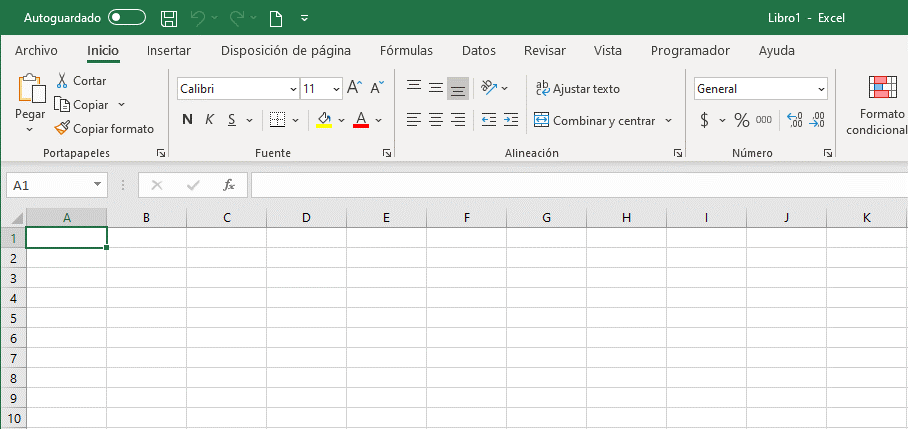 Autoguardado Libro1 - Excel
Archivo Inicio Insertar Disposición de página Fórmulas Datos Revisar Vista Programador Ayuda
Pegar
Cortar
Copiar
Copiar formato
Portapapeles
Calibri 11 A A
N K S A
Fuente
ab Ajustar texto
Combinar y centrar
Alineación
General
$ % 000 ,00
Número
Formato
condicional
A1 fx
A B C D E F G H I J K
1
2
3
4
5
6
7
8
9
10